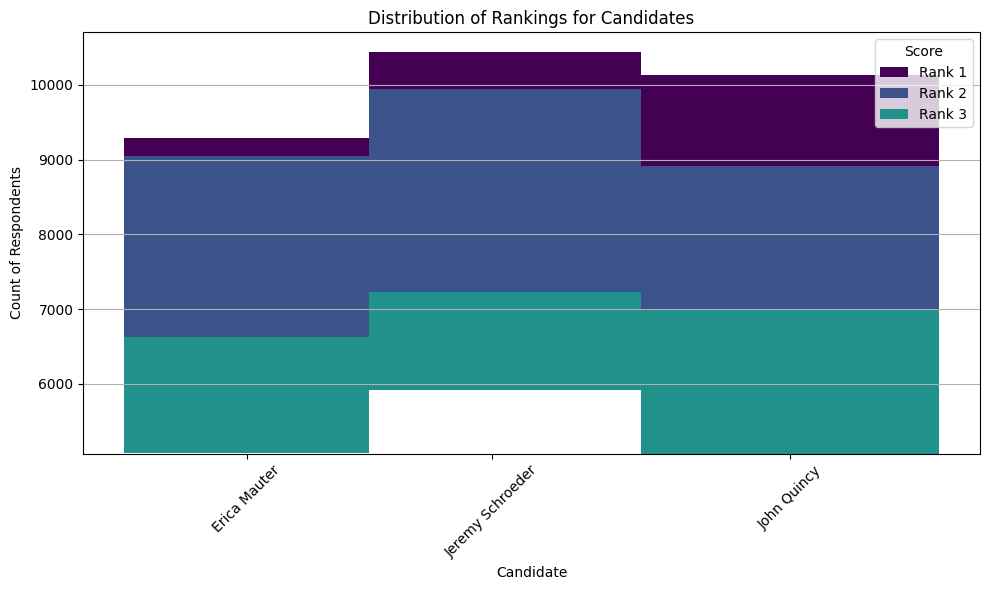 Distribution of Rankings for Candidates
Score
Rank 1
Rank 2
Rank 3
Count of Respondents
10000
9000
8000
7000
6000
Erica Mauter
Jeremy Schroeder
John Quincy
Candidate